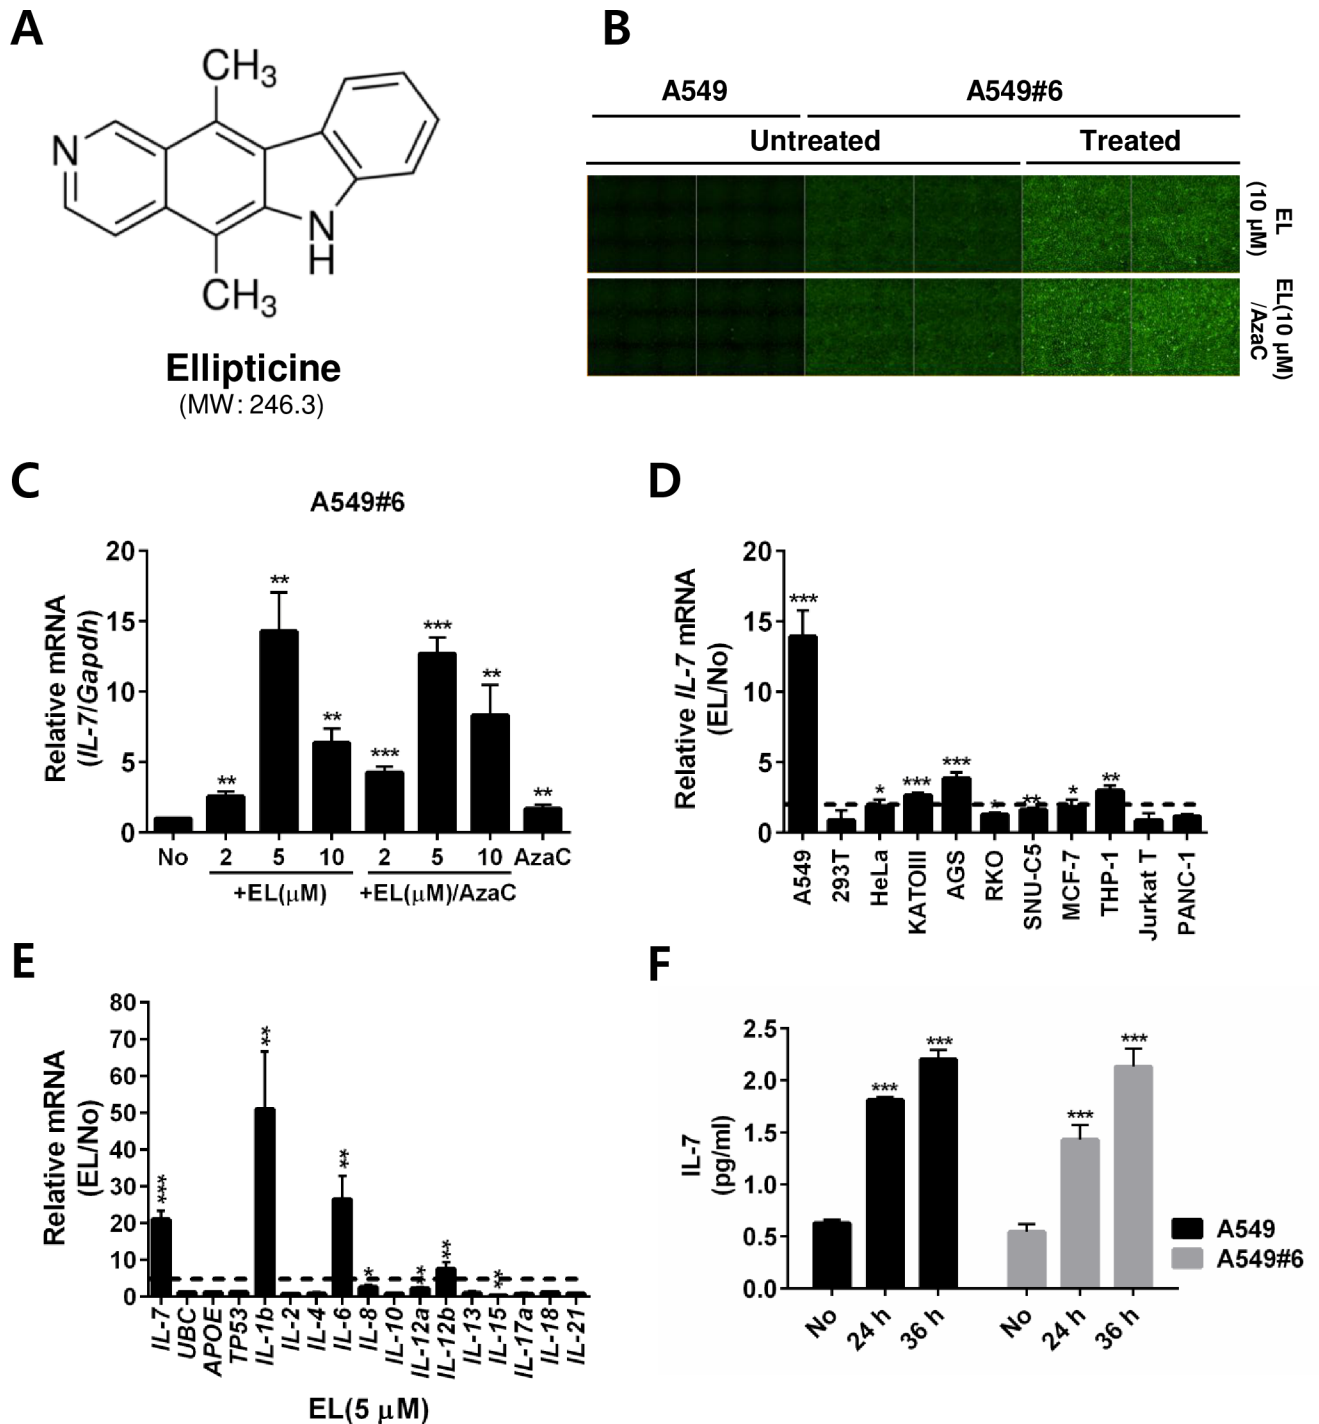 A
CH3
N
N
H
CH3
Ellipticine
(MW: 246.3)
B
A549 A549#6
Untreated Treated
EL
(10 µM)
EL(10 µM)
/AzaC
C
A549#6
Relative mRNA
(IL-7/Gapdh)
20
15
10
5
0
** ** ** *** *** ** **
No 2 5 10 2 5 10 AzaC
+EL(µM) +EL(µM)/AzaC
D
Relative IL-7 mRNA
(EL/No)
20
15
10
5
0
*** * *** *** * ** * **
A549 293T HeLa KATOIII AGS RKO SNU-C5 MCF-7 THP-1 Jurkat T PANC-1
E
Relative mRNA
(EL/No)
80
70
60
50
40
30
20
10
0
*** ** ** * ** ** **
IL-7 UBC APOE TP53 IL-1b IL-2 IL-4 IL-6 IL-8 IL-10 IL-12a IL-12b IL-13 IL-15 IL-17a IL-18 IL-21
EL(5 µM)
F
IL-7
(pg/ml)
2.5
2.0
1.5
1.0
0.5
0.0
*** *** *** ***
No 24 h 36 h No 24 h 36 h
A549
A549#6